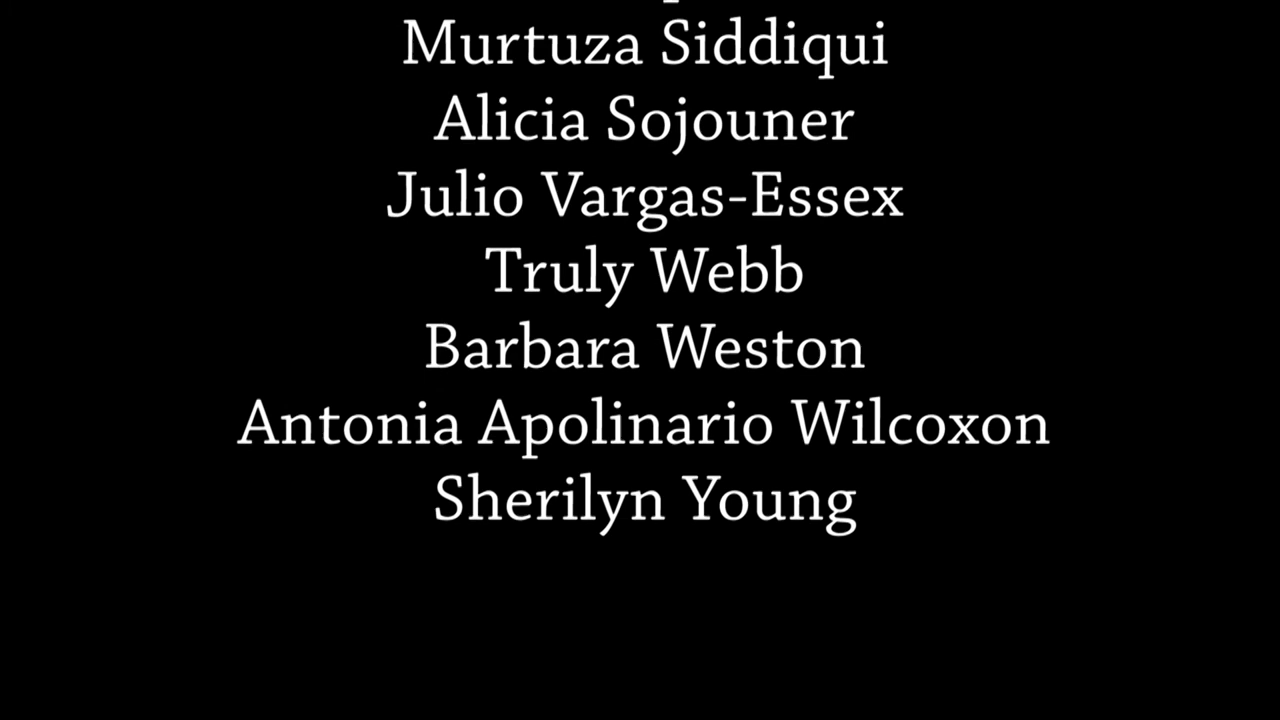 Murtuza Siddiqui
Alicia Sojouner
Julio Vargas-Essex
Truly Webb
Barbara Weston
Antonia Apolinario Wilcoxon
Sherilyn Young